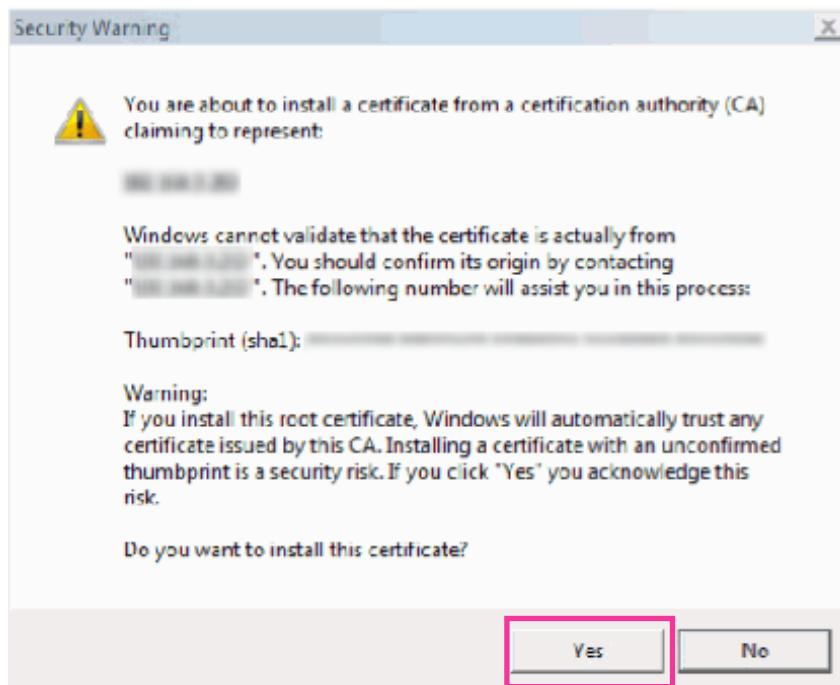 Security Warning
You are about to install a certificate from a certification authority (CA)
claiming to represent:
Windows cannot validate that the certificate is actually from
" ". You should confirm its origin by contacting
" ". The following number will assist you in this process:
Thumbprint (sha1):
Warning:
If you install this root certificate, Windows will automatically trust any
certificate issued by this CA. Installing a certificate with an unconfirmed
thumbprint is a security risk. If you click "Yes" you acknowledge this
risk.
Do you want to install this certificate?
Yes No